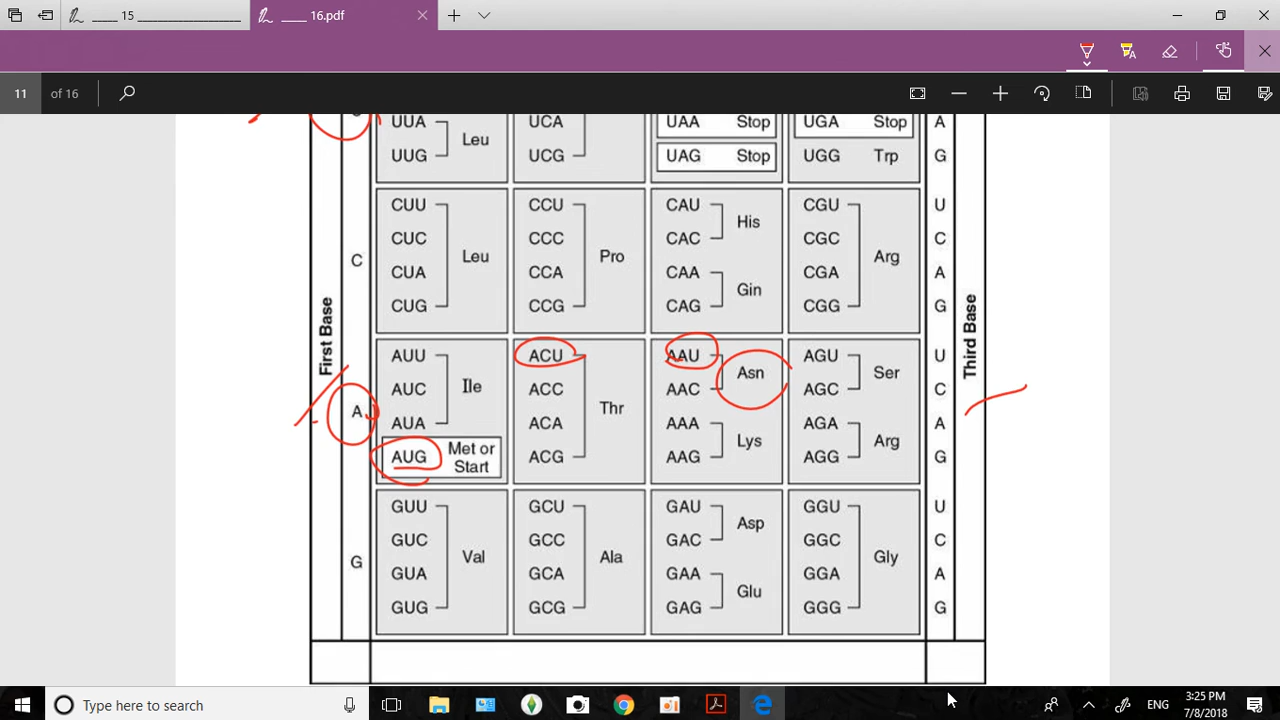 _____ 15 ____________________
____ 16.pdf
11 of 16
UUA Leu UCA UAA Stop UGA Stop A
UUG UCG UAG Stop UGG Trp G
CUU CCU CAU His CGU U
CUC CCC CAC CGC C
C Leu Pro Arg
CUA CCA CAA Gin CGA A
CUG CCG CAG CGG G
First Base
Third Base
AUU ACU AAU Asn AGU Ser U
AUC Ile ACC AAC AGC C
A Thr
AUA ACA AAA Lys AGA Arg A
AUG Met or Start ACG AAG AGG G
GUU GCU GAU Asp GGU U
GUC GCC GAC GGC C
G Val Ala Gly
GUA GCA GAA Glu GGA A
GUG GCG GAG GGG G
Type here to search
ENG
3:25 PM
7/8/2018